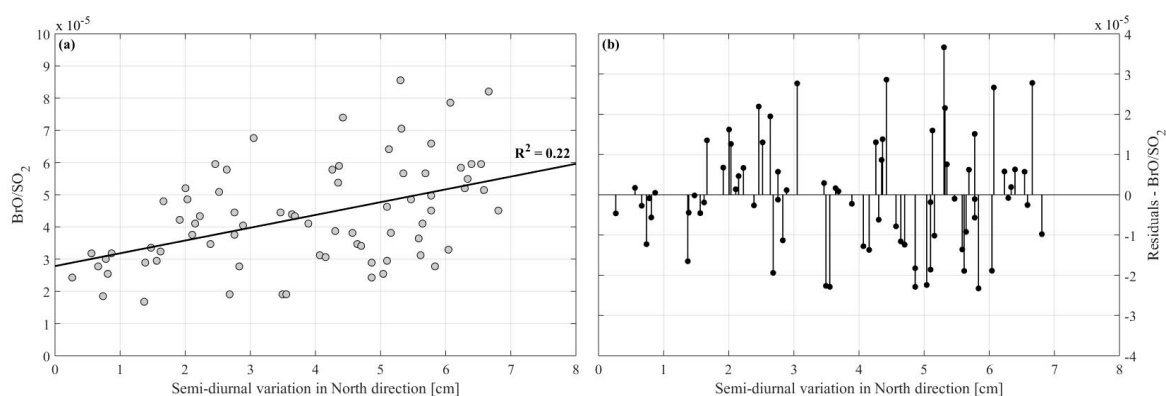 x 10⁻⁵
(a)
10
9
8
7
6
5
4
3
2
1
0
BrO/SO₂
R² = 0.22
0 1 2 3 4 5 6 7 8
Semi-diurnal variation in North direction [cm]
x 10⁻⁵
(b)
4
3
2
1
0
-1
-2
-3
-4
Residuals - BrO/SO₂
0 1 2 3 4 5 6 7 8
Semi-diurnal variation in North direction [cm]